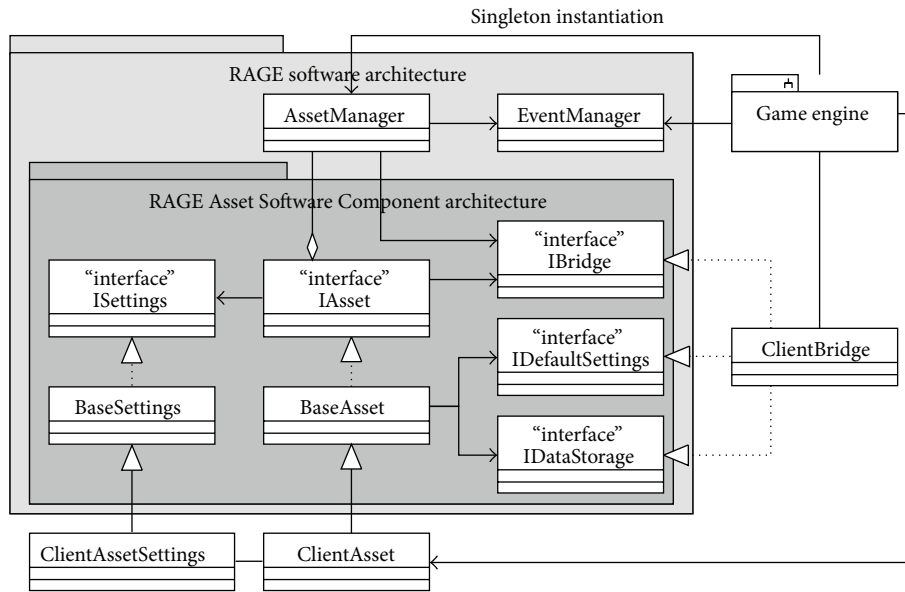 Singleton instantiation
RAGE software architecture
AssetManager
EventManager
Game engine
RAGE Asset Software Component architecture
“interface”
IBridge
“interface”
ISettings
“interface”
IAsset
“interface”
IDefaultSettings
ClientBridge
BaseSettings
BaseAsset
“interface”
IDataStorage
ClientAssetSettings
ClientAsset